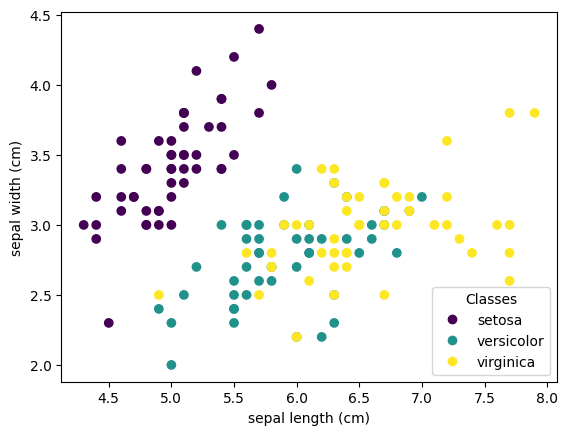 4.5
4.0
3.5
3.0
2.5
2.0
sepal width (cm)
4.5 5.0 5.5 6.0 6.5 7.0 7.5 8.0
sepal length (cm)
Classes
setosa
versicolor
virginica